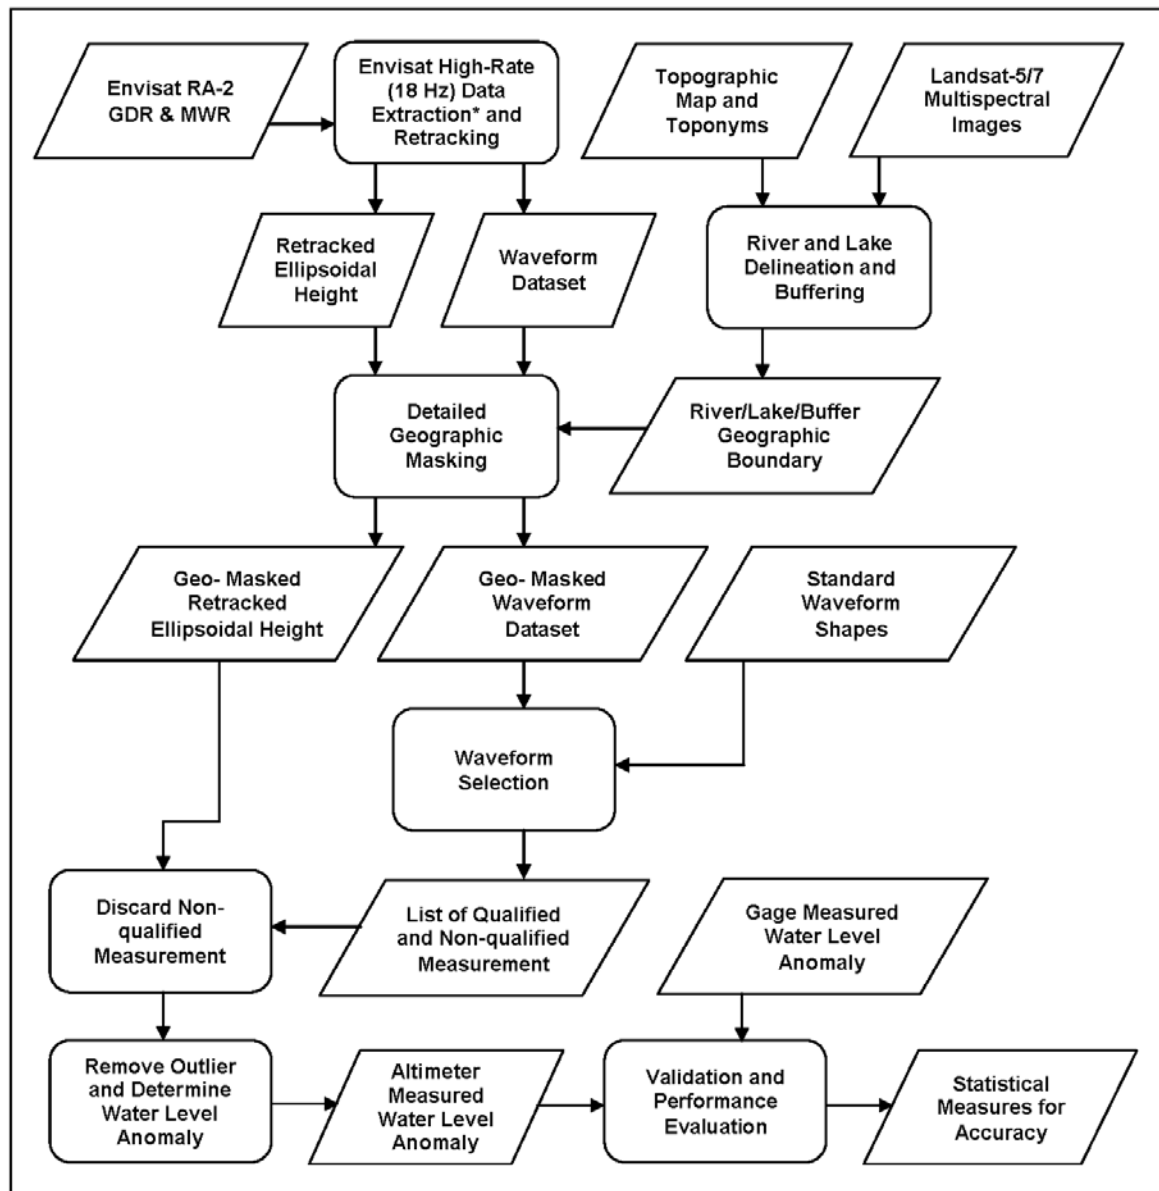 Envisat RA-2
GDR & MWR
Envisat High-Rate
(18 Hz) Data
Extraction* and
Retracking
Topographic
Map and
Toponyms
Landsat-5/7
Multispectral
Images
Retracked
Ellipsoidal
Height
Waveform
Dataset
River and Lake
Delineation and
Buffering
Detailed
Geographic
Masking
River/Lake/Buffer
Geographic
Boundary
Geo- Masked
Retracked
Ellipsoidal Height
Geo- Masked
Waveform
Dataset
Standard
Waveform
Shapes
Waveform
Selection
Discard Non-
qualified
Measurement
List of Qualified
and Non-qualified
Measurement
Gage Measured
Water Level
Anomaly
Remove Outlier
and Determine
Water Level
Anomaly
Altimeter
Measured
Water Level
Anomaly
Validation and
Performance
Evaluation
Statistical
Measures for
Accuracy